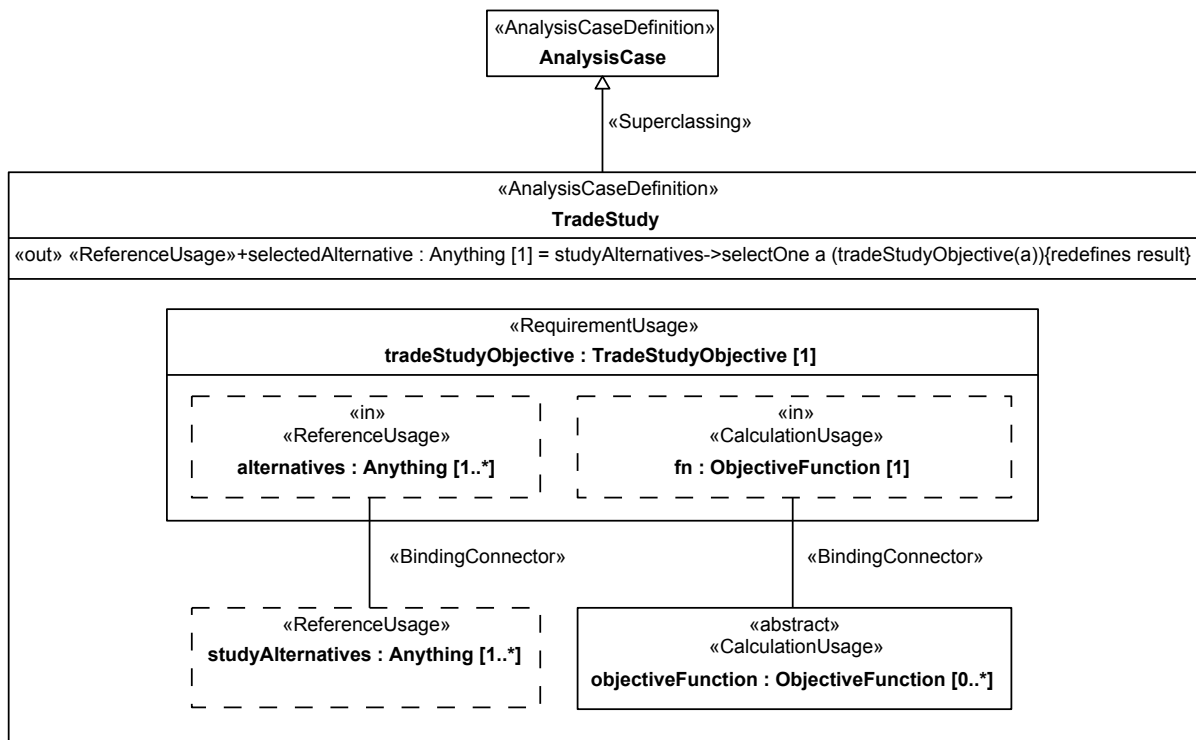 «AnalysisCaseDefinition»
AnalysisCase
«Superclassing»
«AnalysisCaseDefinition»
TradeStudy
«out» «ReferenceUsage»+selectedAlternative : Anything [1] = studyAlternatives->selectOne a (tradeStudyObjective(a)){redefines result}
«RequirementUsage»
tradeStudyObjective : TradeStudyObjective [1]
«in»
«ReferenceUsage»
alternatives : Anything [1..*]
«in»
«CalculationUsage»
fn : ObjectiveFunction [1]
«BindingConnector»
«BindingConnector»
«ReferenceUsage»
studyAlternatives : Anything [1..*]
«abstract»
«CalculationUsage»
objectiveFunction : ObjectiveFunction [0..*]